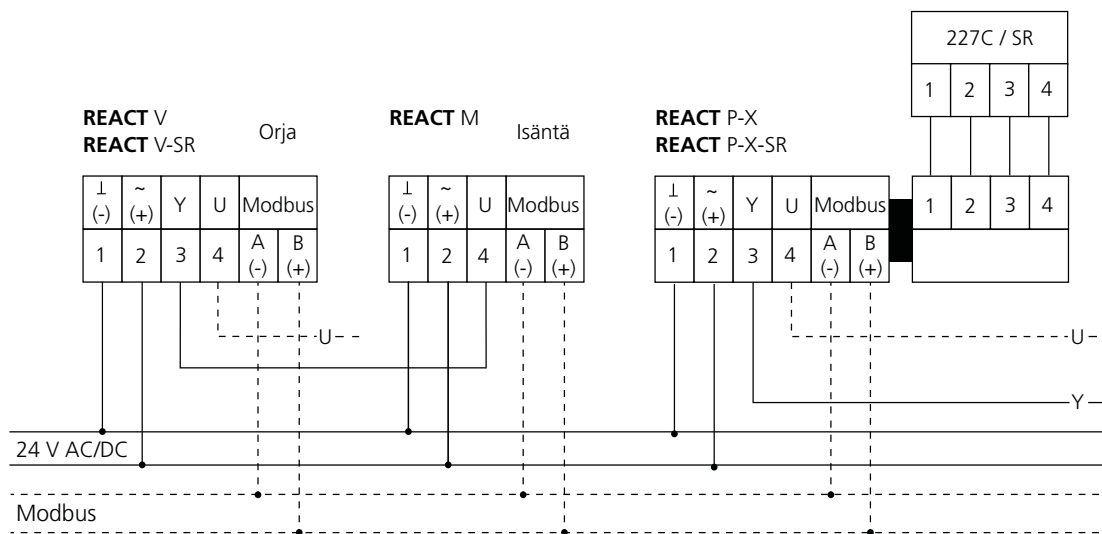 227C / SR
1 2 3 4
REACT V
REACT V-SR
Orja
REACT M
Isäntä
REACT P-X
REACT P-X-SR
⊥ (-) ~ (+) Y U Modbus
1 2 3 4 A (-) B (+)
⊥ (-) ~ (+) U Modbus
1 2 4 A (-) B (+)
⊥ (-) ~ (+) Y U Modbus
1 2 3 4 A (-) B (+)
1 2 3 4
U
U
Y
24 V AC/DC
Modbus